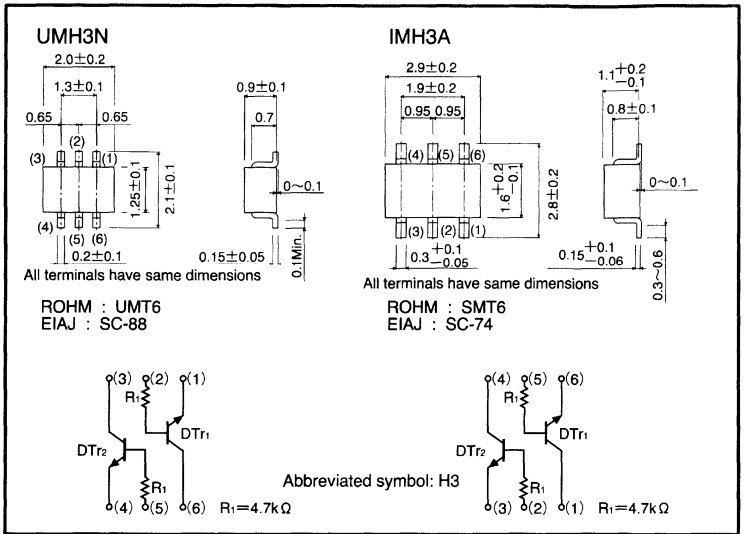 UMH3N
2.0±0.2
1.3±0.1
0.65
0.65
(2)
(3)
(1)
(4)
(5)
(6)
1.25±0.1
2.1±0.1
0.2±0.1
0.9±0.1
0.7
0~0.1
0.15±0.05
0.1Min.
All terminals have same dimensions
ROHM : UMT6
EIAJ : SC-88
IMH3A
2.9±0.2
1.9±0.2
0.95
0.95
(4)
(5)
(6)
(3)
(2)
(1)
1.6+0.2−0.1
2.8±0.2
0.3+0.1−0.05
1.1+0.2−0.1
0.8±0.1
0~0.1
0.15+0.1−0.06
0.3~0.6
All terminals have same dimensions
ROHM : SMT6
EIAJ : SC-74
(3) (2) (1)
R1
DTr1
DTr2
R1
(4) (5) (6) R1=4.7kΩ
Abbreviated symbol: H3
(4) (5) (6)
R1
DTr1
DTr2
R1
(3) (2) (1) R1=4.7kΩ